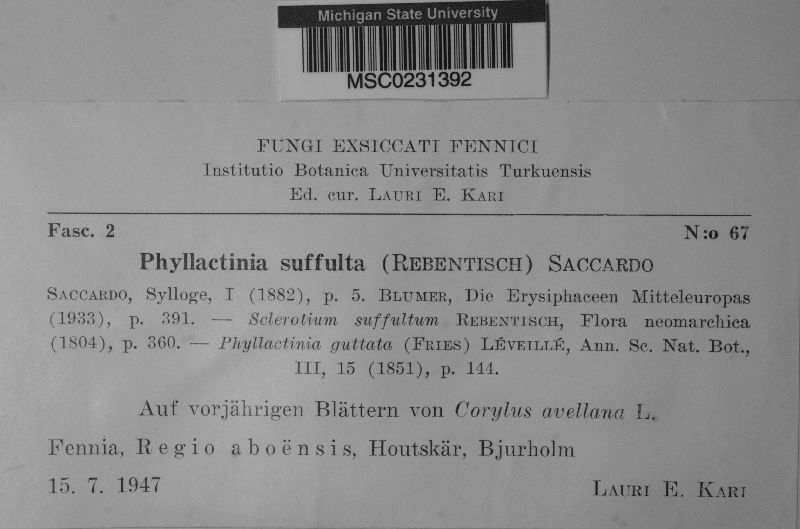 Michigan State University
MSC0231392
FUNGI EXSICCATI FENNICI
Institutio Botanica Universitatis Turkuensis
Ed. cur. LAURI E. KARI
Fasc. 2 N:o 67
Phyllactinia suffulta (REBENTISCH) SACCARDO
SACCARDO, Sylloge, I (1882), p. 5. BLUMER, Die Erysiphaceen Mitteleuropas
(1933), p. 391. — Sclerotium suffultum REBENTISCH, Flora neomarchica
(1804), p. 360. — Phyllactinia guttata (FRIES) LÉVEILLÉ, Ann. Sc. Nat. Bot.,
III, 15 (1851), p. 144.
Auf vorjährigen Blättern von Corylus avellana L.
Fennia, Regio aboënsis, Houtskär, Bjurholm
15. 7. 1947 LAURI E. KARI